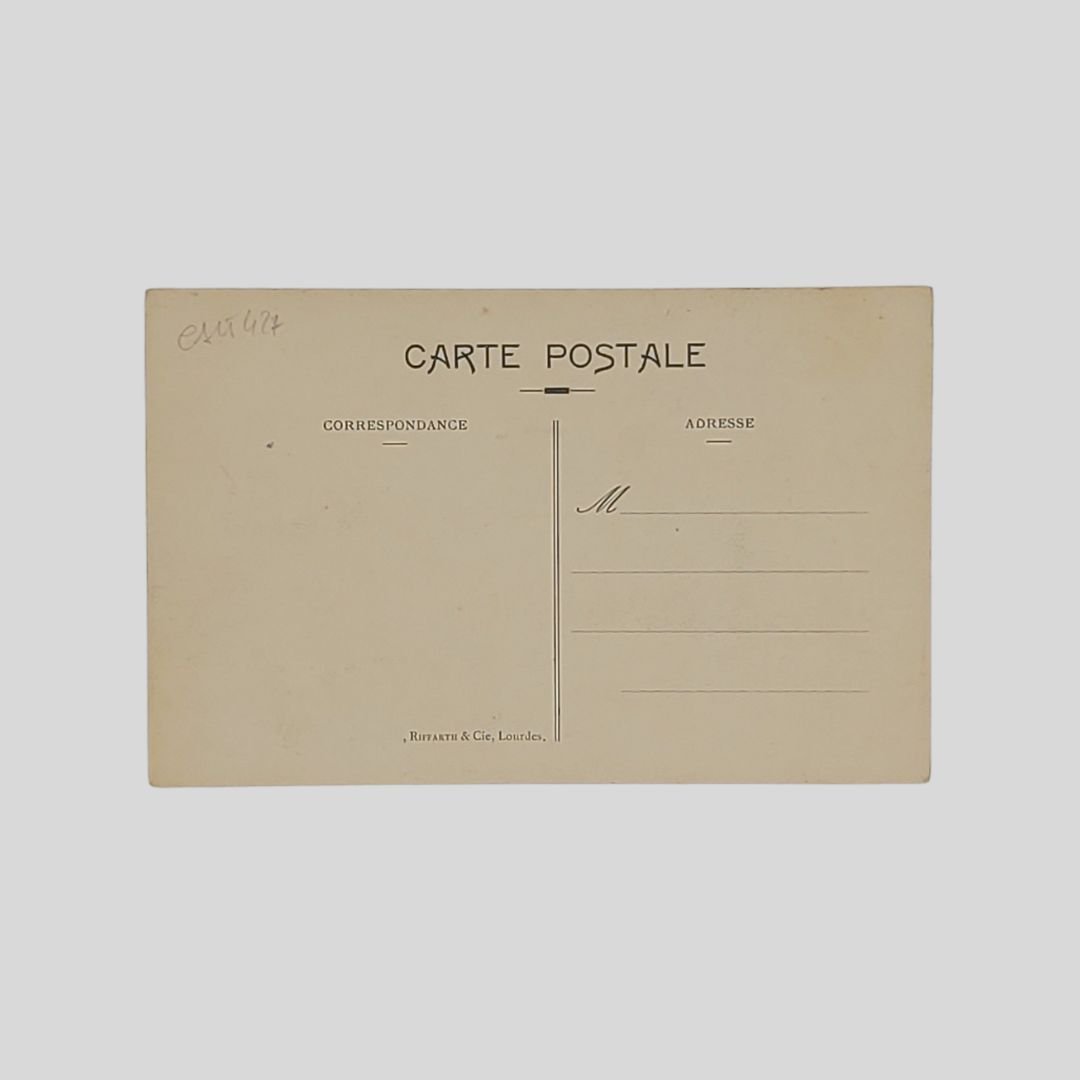 CARTE POSTALE
CORRESPONDANCE
ADRESSE
M
, RIFFARTH & Cie, Lourdes.